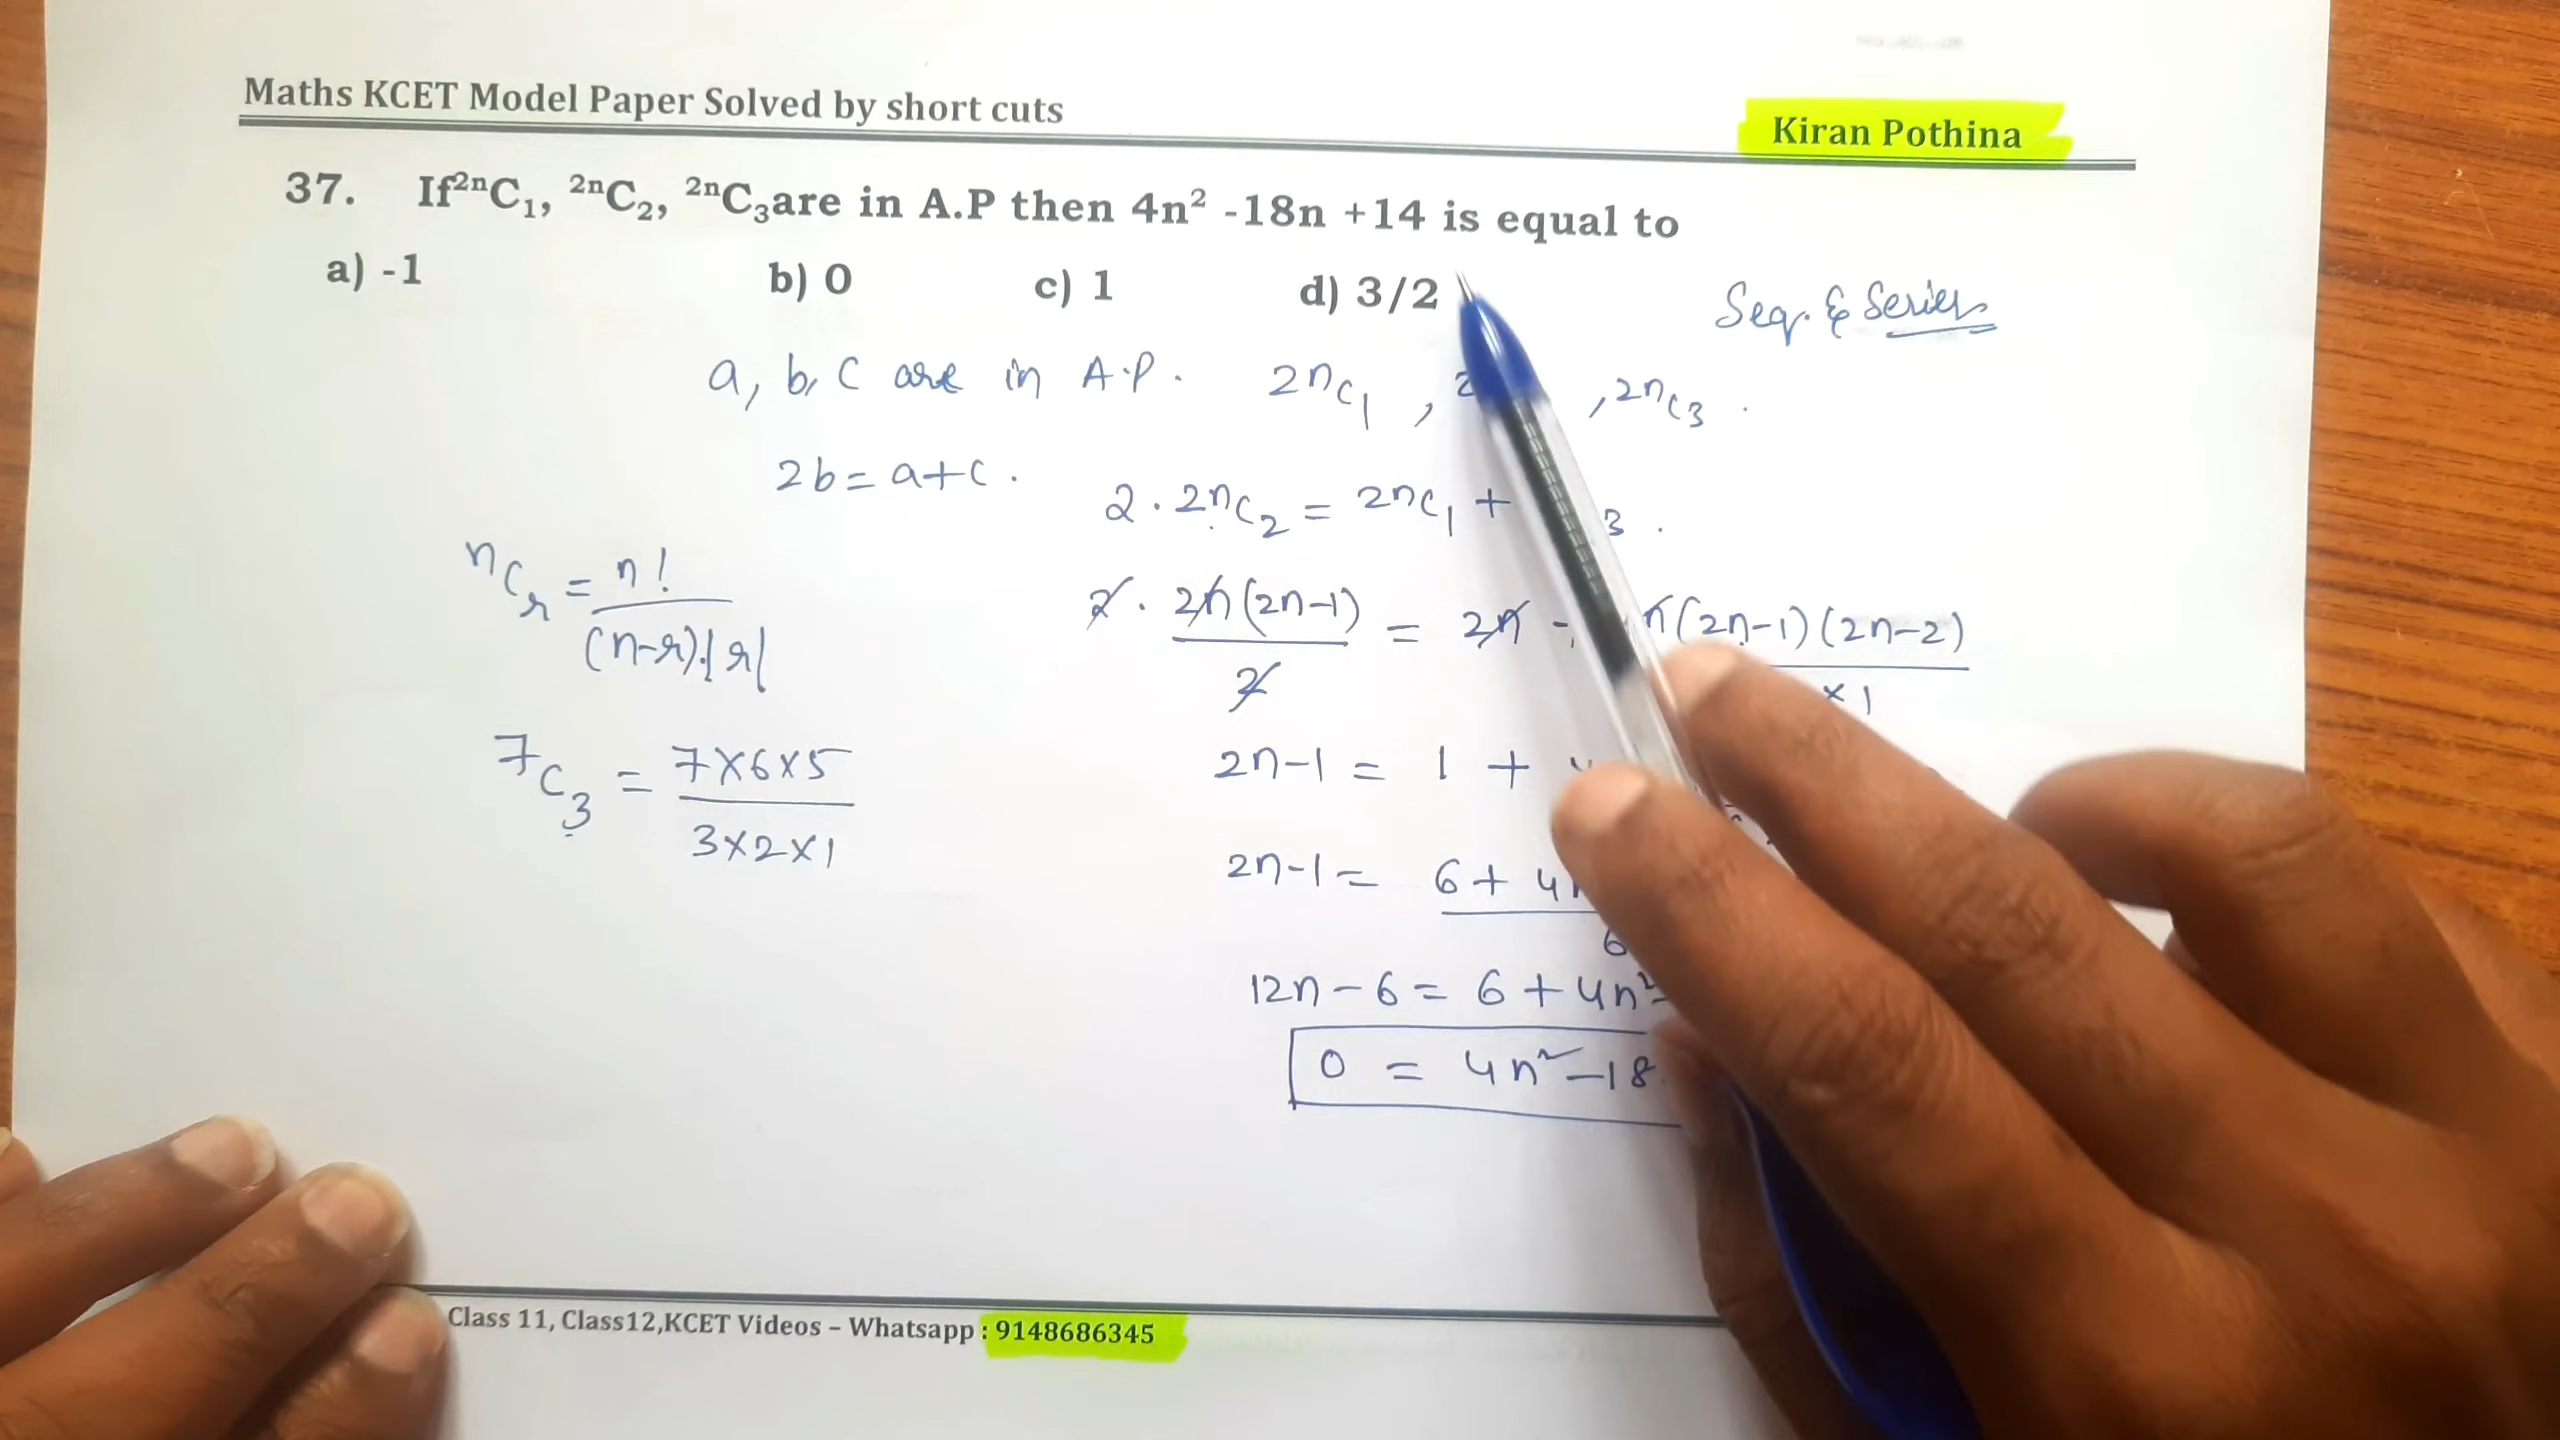 Maths KCET Model Paper Solved by short cuts
Kiran Pothina
37. If ²ⁿC₁, ²ⁿC₂, ²ⁿC₃are in A.P then 4n² -18n +14 is equal to
a) -1 b) 0 c) 1 d) 3/2
Seq. & Series
a, b, c are in A.P. 2nC₁ , 2 , 2nC₃ .
2b = a+c .
2 . 2nC₂ = 2nC₁ + 3 .
nCr = n! / (n-r)! r!
2 . 2n(2n-1) / 2 = 2n + n(2n-1)(2n-2) / × 1
7C₃ = 7×6×5 / 3×2×1
2n-1 = 1 +
2n-1 = 6 + 4n / 6
12n - 6 = 6 + 4n² -
0 = 4n² - 18
Class 11, Class12,KCET Videos – Whatsapp : 9148686345